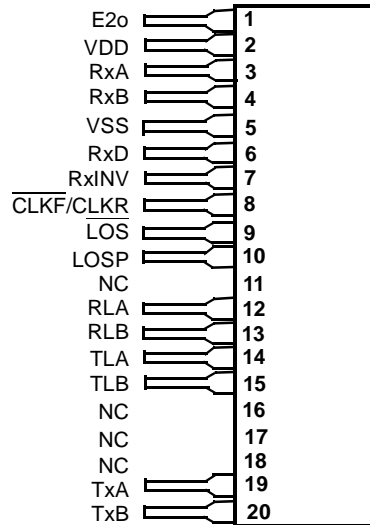 E2o 1
VDD 2
RxA 3
RxB 4
VSS 5
RxD 6
RxINV 7
CLKF/CLKR 8
LOS 9
LOSP 10
NC 11
RLA 12
RLB 13
TLA 14
TLB 15
NC 16
NC 17
NC 18
TxA 19
TxB 20